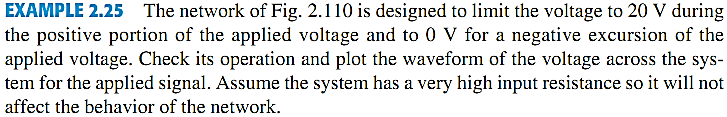 EXAMPLE 2.25 The network of Fig. 2.110 is designed to limit the voltage to 20 V during
the positive portion of the applied voltage and to 0 V for a negative excursion of the
applied voltage. Check its operation and plot the waveform of the voltage across the sys-
tem for the applied signal. Assume the system has a very high input resistance so it will not
affect the behavior of the network.